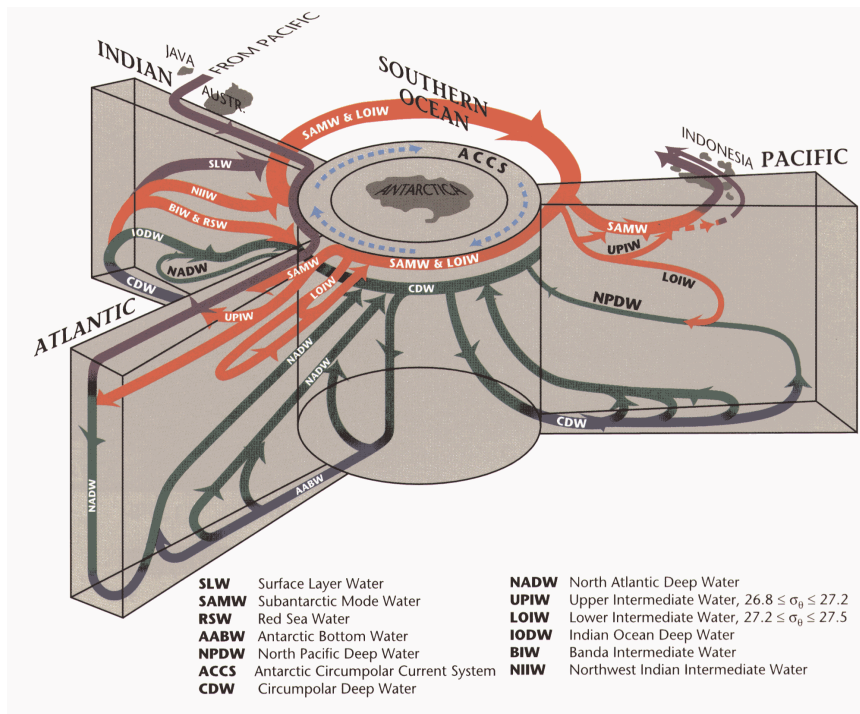 INDIAN
JAVA
FROM PACIFIC
AUSTR.
SOUTHERN
OCEAN
SAMW & LOIW
ACCS
ANTARCTICA
INDONESIA
PACIFIC
SLW
NIIW
BIW & RSW
IODW
NADW
CDW
SAMW
UPIW
LOIW
SAMW & LOIW
CDW
SAMW
UPIW
LOIW
NPDW
CDW
ATLANTIC
NADW
NADW
NADW
AABW
SLW Surface Layer Water
SAMW Subantarctic Mode Water
RSW Red Sea Water
AABW Antarctic Bottom Water
NPDW North Pacific Deep Water
ACCS Antarctic Circumpolar Current System
CDW Circumpolar Deep Water
NADW North Atlantic Deep Water
UPIW Upper Intermediate Water, 26.8 ≤ σθ ≤ 27.2
LOIW Lower Intermediate Water, 27.2 ≤ σθ ≤ 27.5
IODW Indian Ocean Deep Water
BIW Banda Intermediate Water
NIIW Northwest Indian Intermediate Water